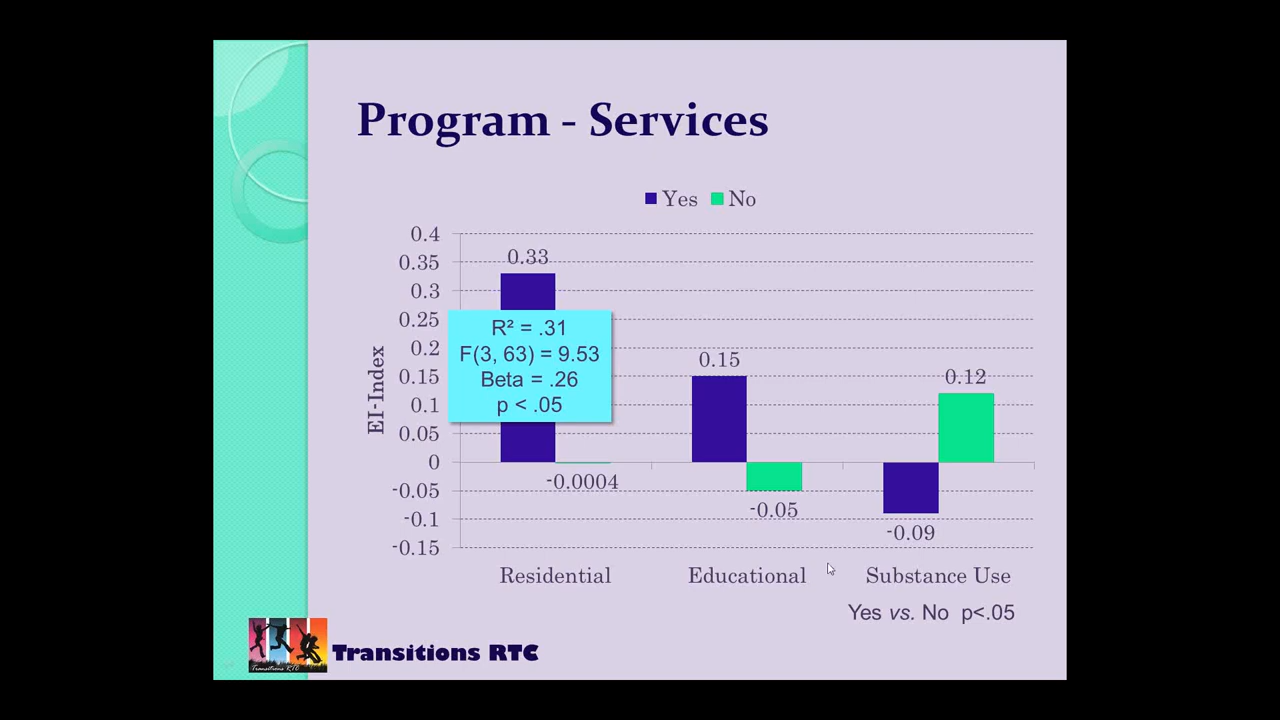 Program - Services
Yes No
0.4
0.35
0.3
0.25
0.2
0.15
0.1
0.05
0
-0.05
-0.1
-0.15
EI-Index
0.33
-0.0004
0.15
-0.05
-0.09
0.12
R² = .31
F(3, 63) = 9.53
Beta = .26
p < .05
Residential Educational Substance Use
Yes vs. No p<.05
Transitions RTC
Transitions RTC